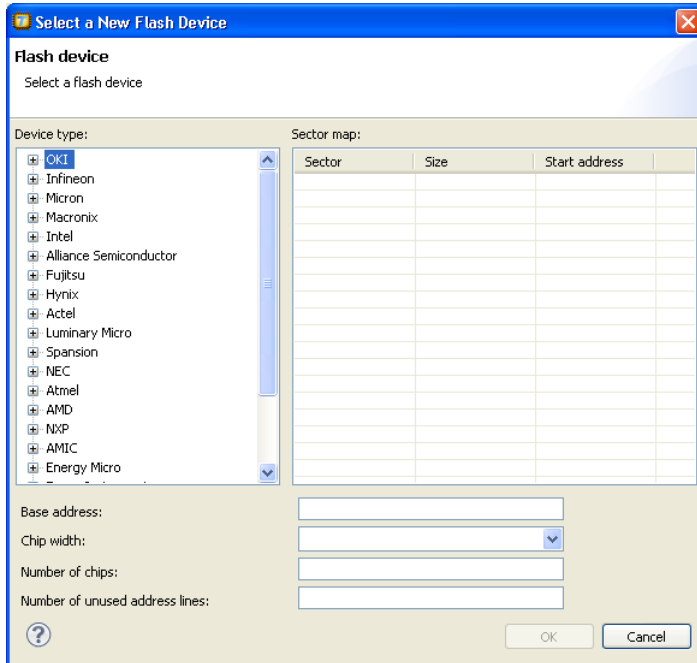 Select a New Flash Device
Flash device
Select a flash device
Device type:
Sector map:
OKI
Infineon
Micron
Macronix
Intel
Alliance Semiconductor
Fujitsu
Hynix
Actel
Luminary Micro
Spansion
NEC
Atmel
AMD
NXP
AMIC
Energy Micro
Sector Size Start address
Base address:
Chip width:
Number of chips:
Number of unused address lines:
OK Cancel